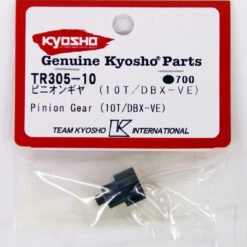 KYOSHO
Genuine Kyosho® Parts
TR305-10 ●700
ピニオンギヤ (10T/DBX-VE)
Pinion Gear (10T/DBX-VE)
TEAM KYOSHO K INTERNATIONAL